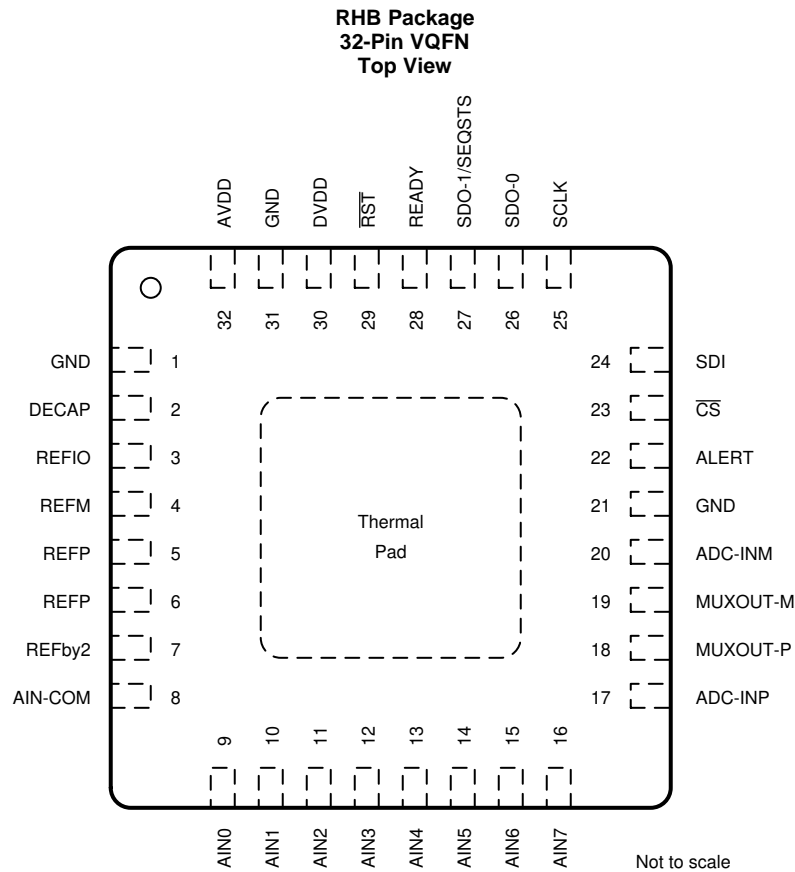 RHB Package
32-Pin VQFN
Top View
AVDD
GND
DVDD
R̅S̅T̅
READY
SDO-1/SEQSTS
SDO-0
SCLK
32
31
30
29
28
27
26
25
GND 1
DECAP 2
REFIO 3
REFM 4
REFP 5
REFP 6
REFby2 7
AIN-COM 8
24 SDI
23 C̅S̅
22 ALERT
21 GND
20 ADC-INM
19 MUXOUT-M
18 MUXOUT-P
17 ADC-INP
Thermal
Pad
9
10
11
12
13
14
15
16
AIN0
AIN1
AIN2
AIN3
AIN4
AIN5
AIN6
AIN7
Not to scale